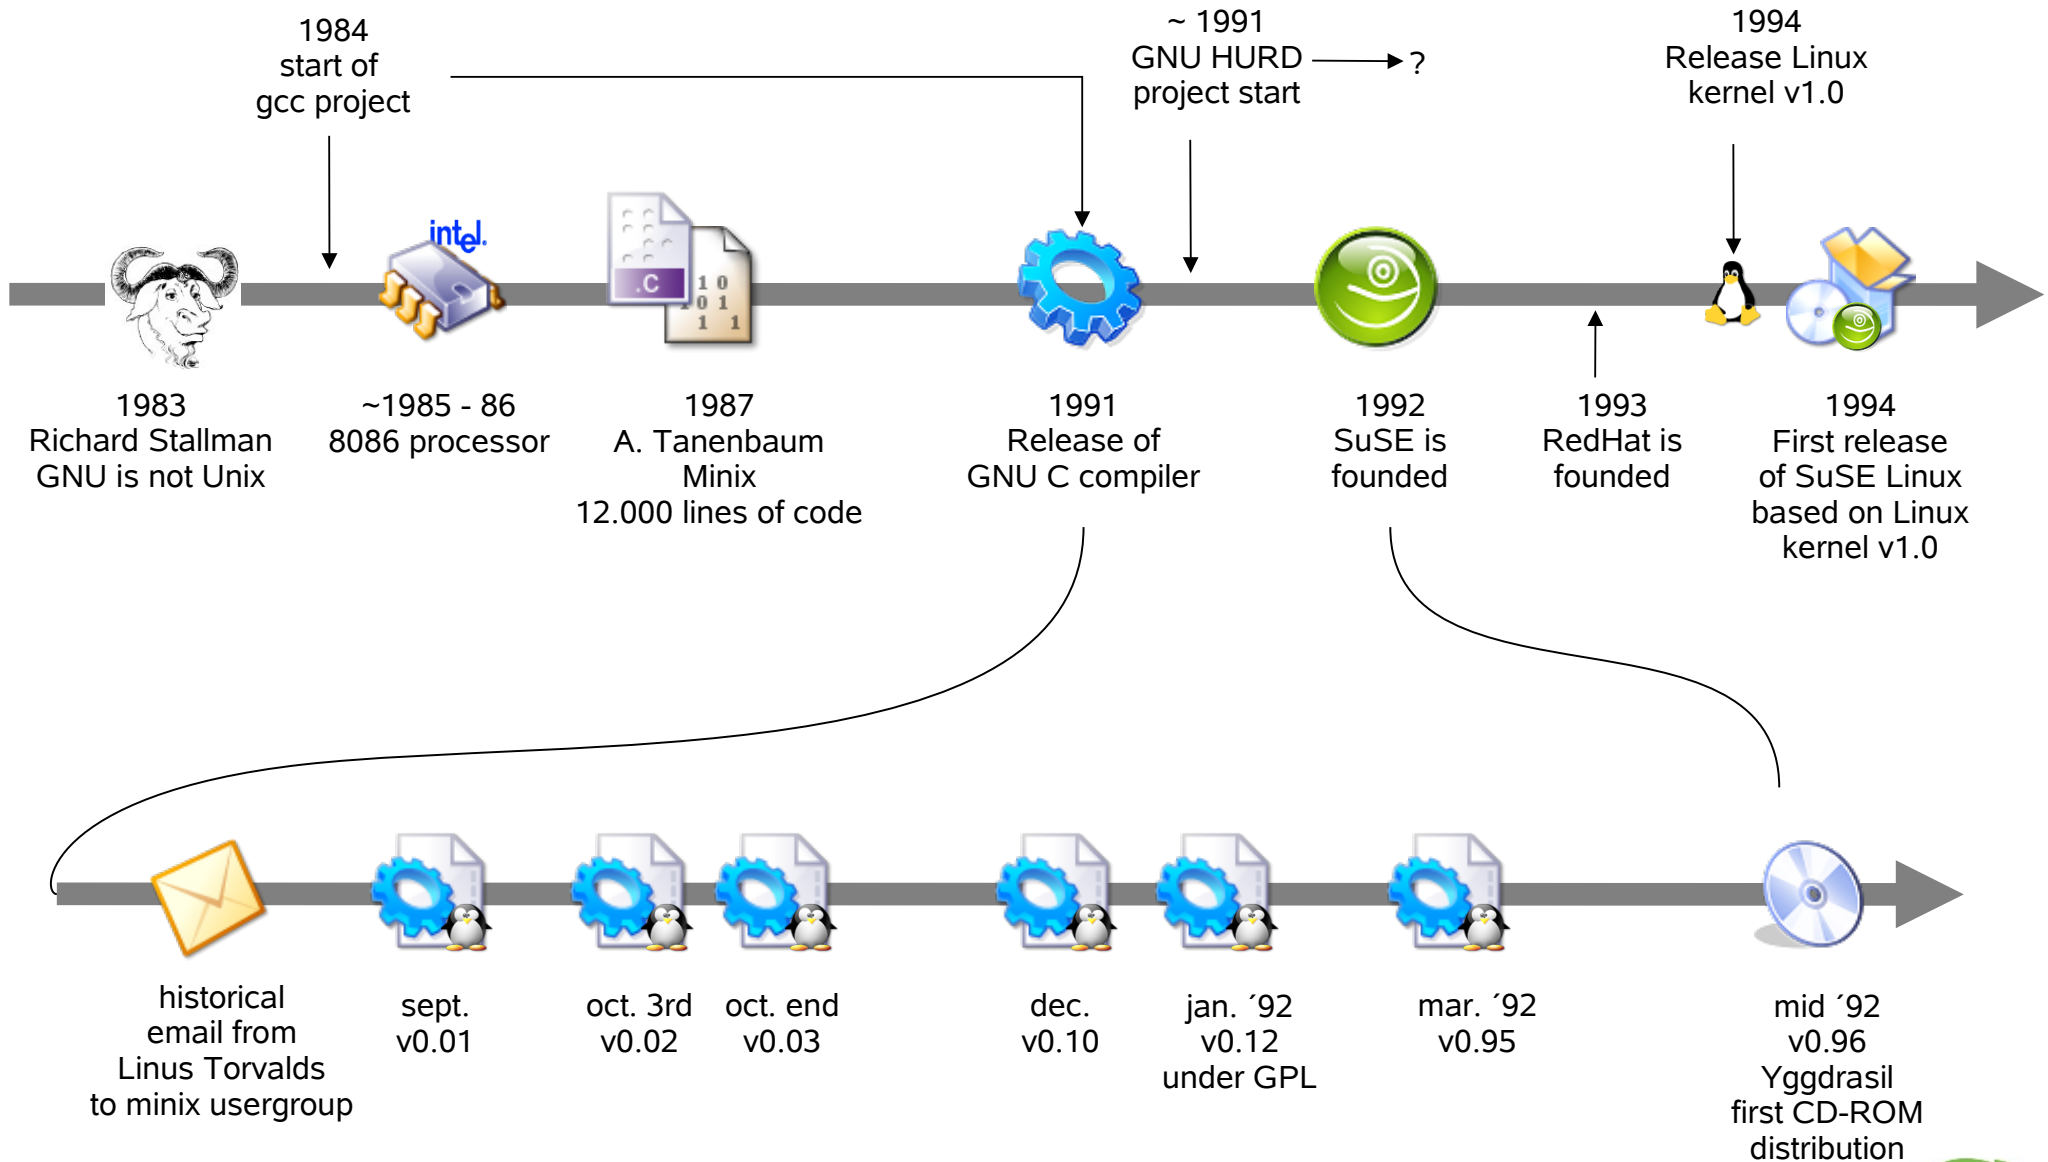 1984
start of
gcc project
~ 1991
GNU HURD
project start
?
1994
Release Linux
kernel v1.0
intel.
.C
1 0
0 1
1 1
1983
Richard Stallman
GNU is not Unix
~1985 - 86
8086 processor
1987
A. Tanenbaum
Minix
12.000 lines of code
1991
Release of
GNU C compiler
1992
SuSE is
founded
1993
RedHat is
founded
1994
First release
of SuSE Linux
based on Linux
kernel v1.0
historical
email from
Linus Torvalds
to minix usergroup
sept.
v0.01
oct. 3rd
v0.02
oct. end
v0.03
dec.
v0.10
jan. ´92
v0.12
under GPL
mar. ´92
v0.95
mid ´92
v0.96
Yggdrasil
first CD-ROM
distribution